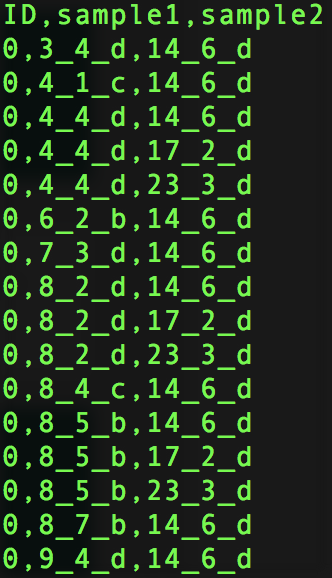 ID,sample1,sample2
0,3_4_d,14_6_d
0,4_1_c,14_6_d
0,4_4_d,14_6_d
0,4_4_d,17_2_d
0,4_4_d,23_3_d
0,6_2_b,14_6_d
0,7_3_d,14_6_d
0,8_2_d,14_6_d
0,8_2_d,17_2_d
0,8_2_d,23_3_d
0,8_4_c,14_6_d
0,8_5_b,14_6_d
0,8_5_b,17_2_d
0,8_5_b,23_3_d
0,8_7_b,14_6_d
0,9_4_d,14_6_d